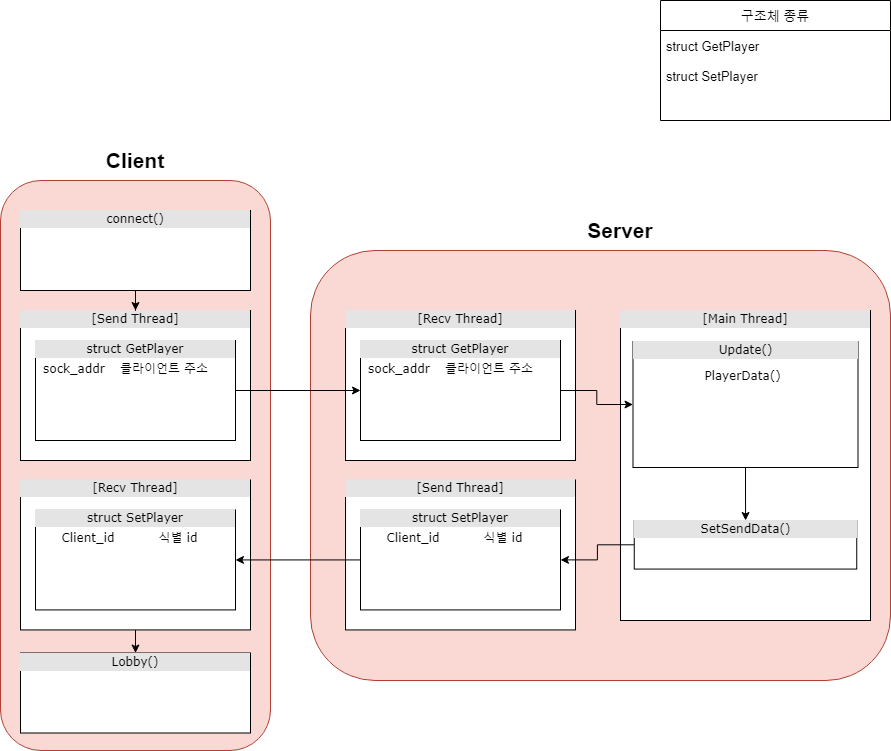 구조체 종류
struct GetPlayer
struct SetPlayer
Client
connect()
[Send Thread]
struct GetPlayer
sock_addr 클라이언트 주소
[Recv Thread]
struct SetPlayer
Client_id 식별 id
Lobby()
Server
[Recv Thread]
struct GetPlayer
sock_addr 클라이언트 주소
[Send Thread]
struct SetPlayer
Client_id 식별 id
[Main Thread]
Update()
PlayerData()
SetSendData()